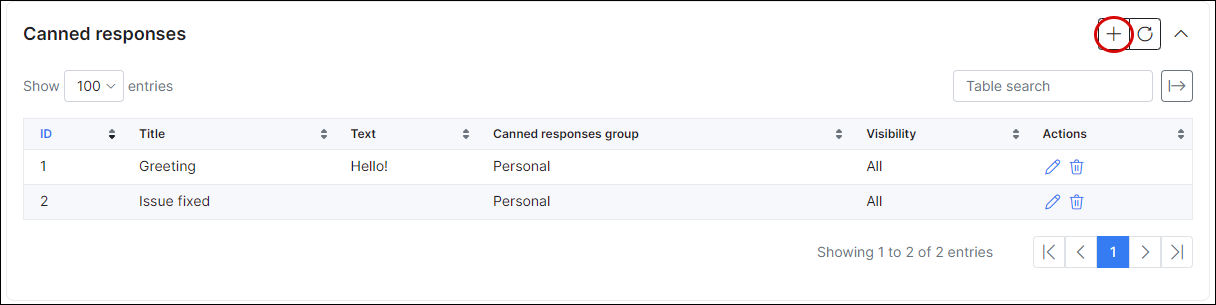 Canned responses
Show 100 entries
Table search
ID Title Text Canned responses group Visibility Actions
1 Greeting Hello! Personal All
2 Issue fixed Personal All
Showing 1 to 2 of 2 entries 1